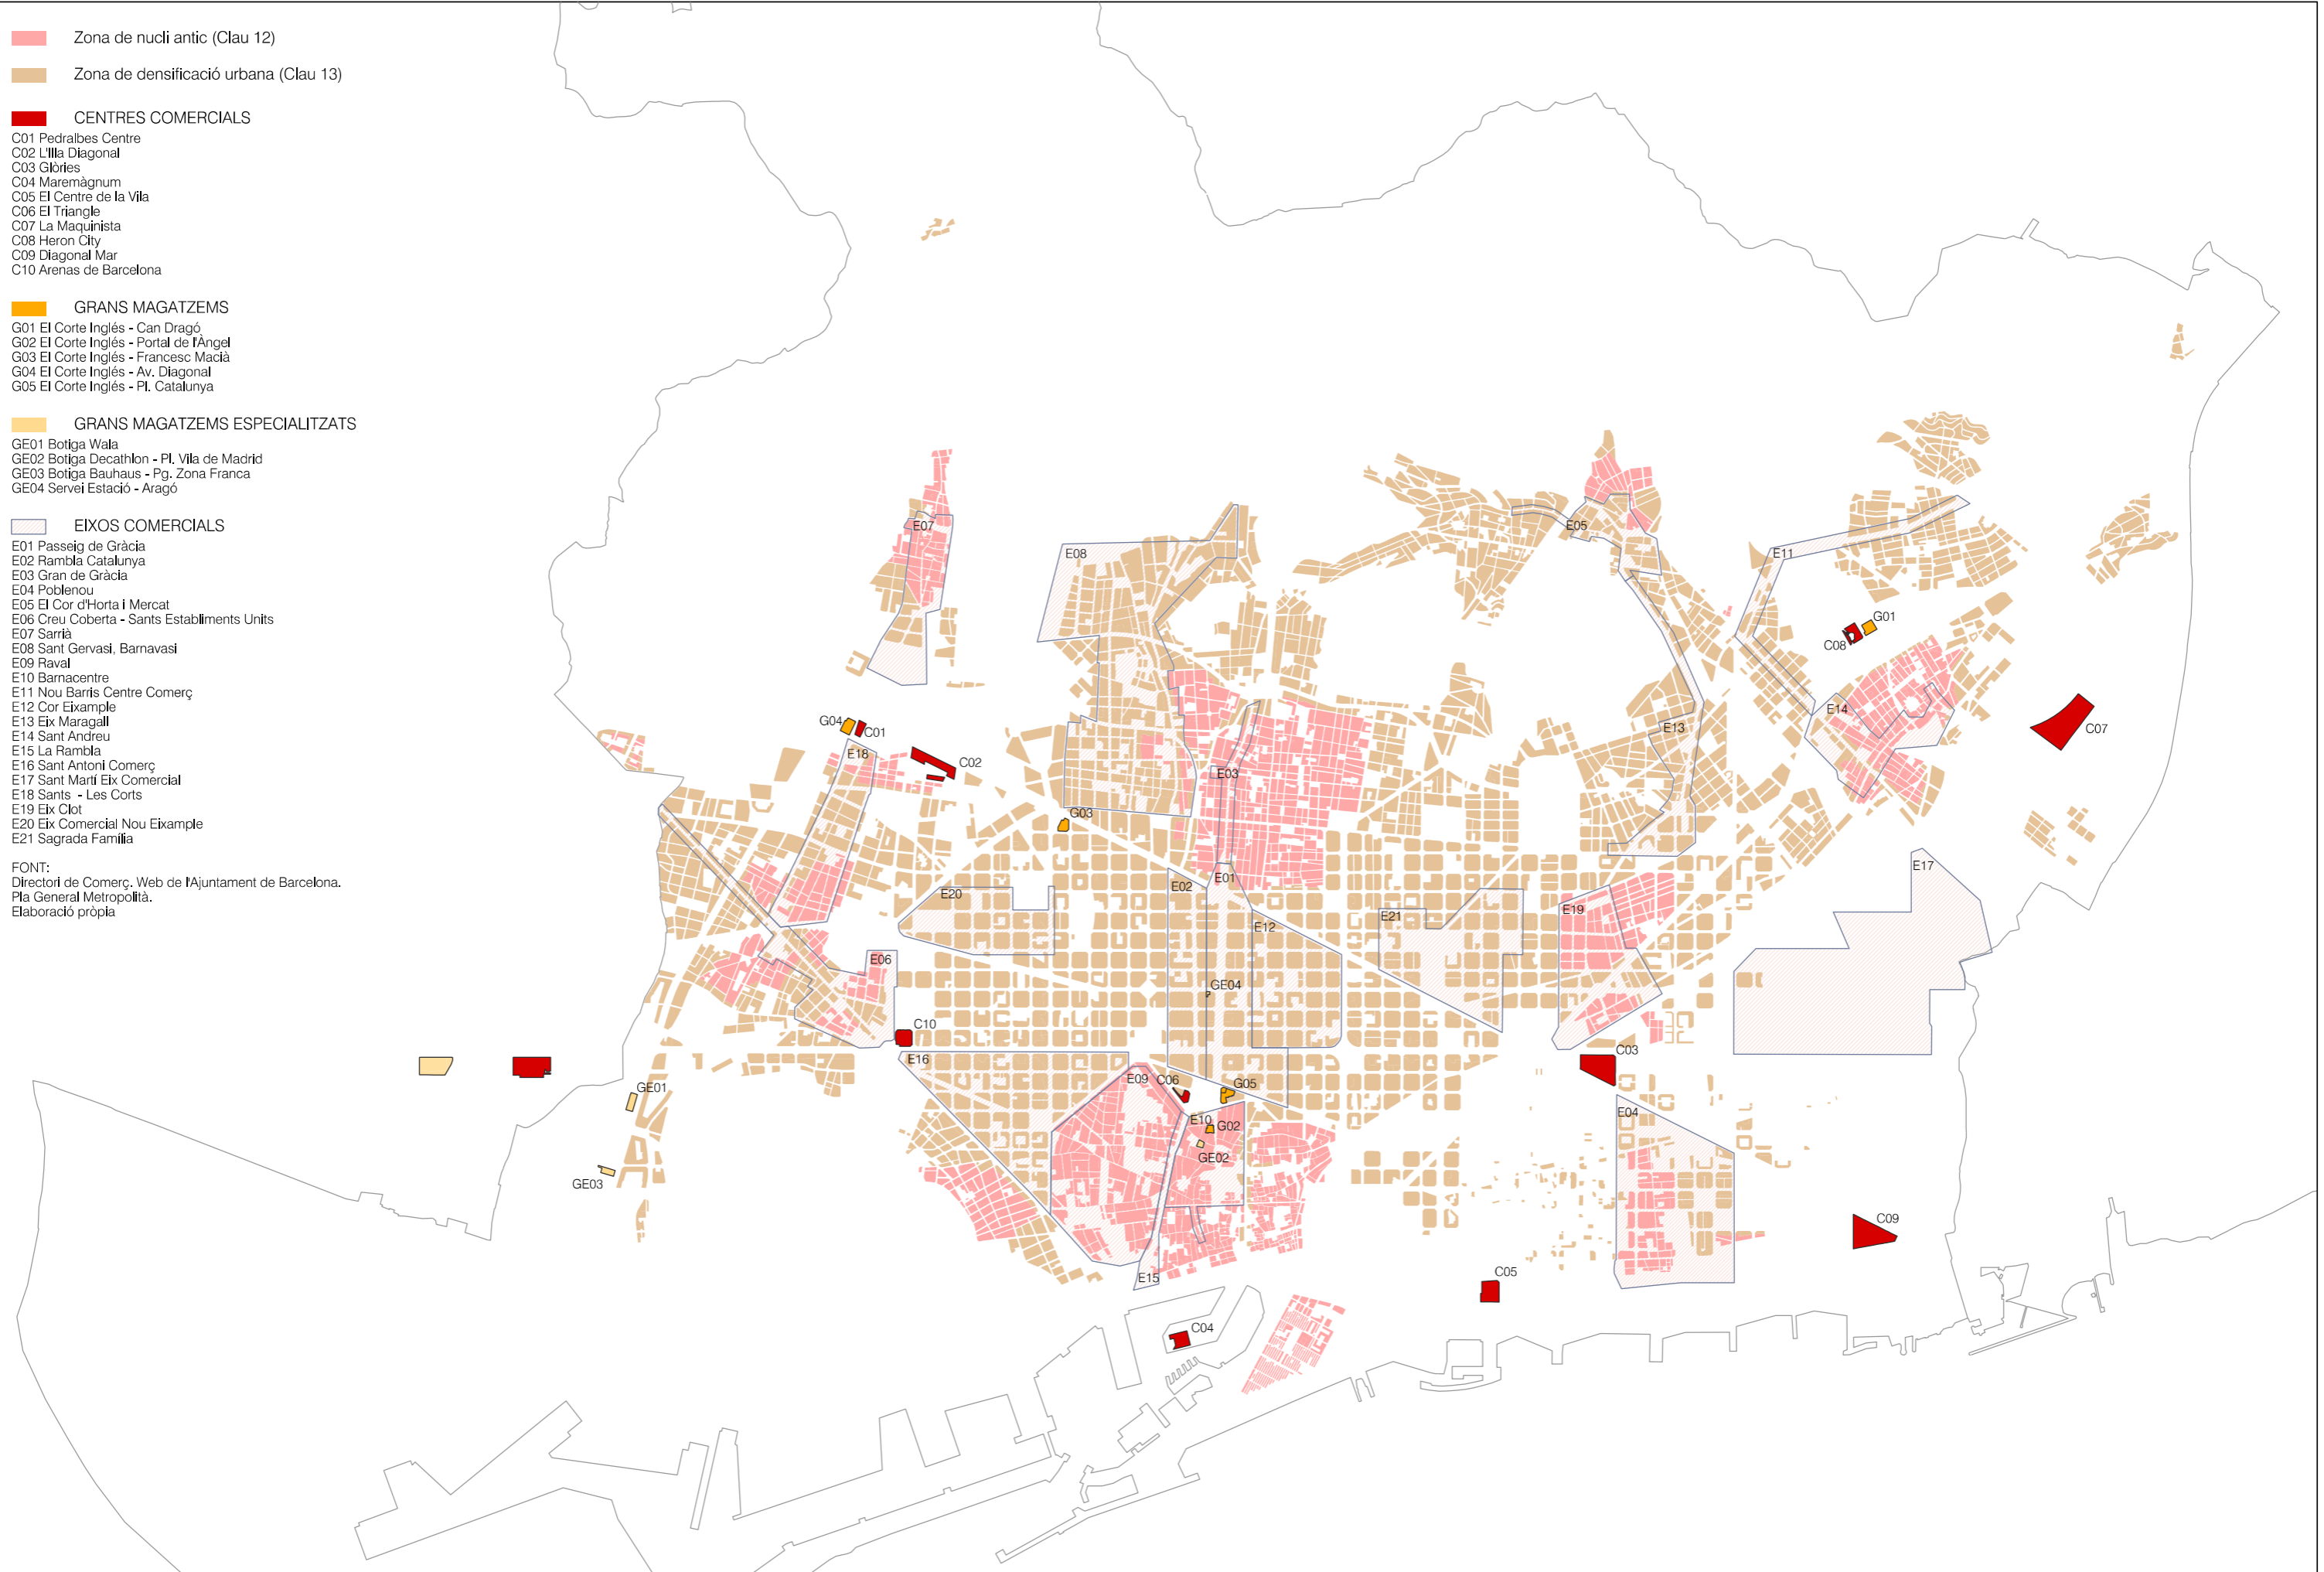 Zona de nucli antic (Clau 12)
Zona de densificació urbana (Clau 13)
CENTRES COMERCIALS
C01 Pedralbes Centre
C02 L'Illa Diagonal
C03 Glòries
C04 Maremàgnum
C05 El Centre de la Vila
C06 El Triangle
C07 La Maquinista
C08 Heron City
C09 Diagonal Mar
C10 Arenas de Barcelona
GRANS MAGATZEMS
G01 El Corte Inglés - Can Dragó
G02 El Corte Inglés - Portal de l'Àngel
G03 El Corte Inglés - Francesc Macià
G04 El Corte Inglés - Av. Diagonal
G05 El Corte Inglés - Pl. Catalunya
GRANS MAGATZEMS ESPECIALITZATS
GE01 Botiga Wala
GE02 Botiga Decathlon - Pl. Vila de Madrid
GE03 Botiga Bauhaus - Pg. Zona Franca
GE04 Servei Estació - Aragó
EIXOS COMERCIALS
E01 Passeig de Gràcia
E02 Rambla Catalunya
E03 Gran de Gràcia
E04 Poblenou
E05 El Cor d'Horta i Mercat
E06 Creu Coberta - Sants Establiments Units
E07 Sarrià
E08 Sant Gervasi, Barnavasi
E09 Raval
E10 Barnacentre
E11 Nou Barris Centre Comerç
E12 Cor Eixample
E13 Eix Maragall
E14 Sant Andreu
E15 La Rambla
E16 Sant Antoni Comerç
E17 Sant Martí Eix Comercial
E18 Sants - Les Corts
E19 Eix Clot
E20 Eix Comercial Nou Eixample
E21 Sagrada Família
FONT:
Directori de Comerç. Web de l'Ajuntament de Barcelona.
Pla General Metropolità.
Elaboració pròpia
E07
E05
E08
E11
G01
C08
E14
G04
C01
E13
C07
E18
C02
E03
G03
E17
E01
E02
E20
E19
E21
E12
E06
GE04
C10
C03
E16
E09
C06
G05
GE01
E04
E10
G02
GE02
GE03
C09
C05
E15
C04